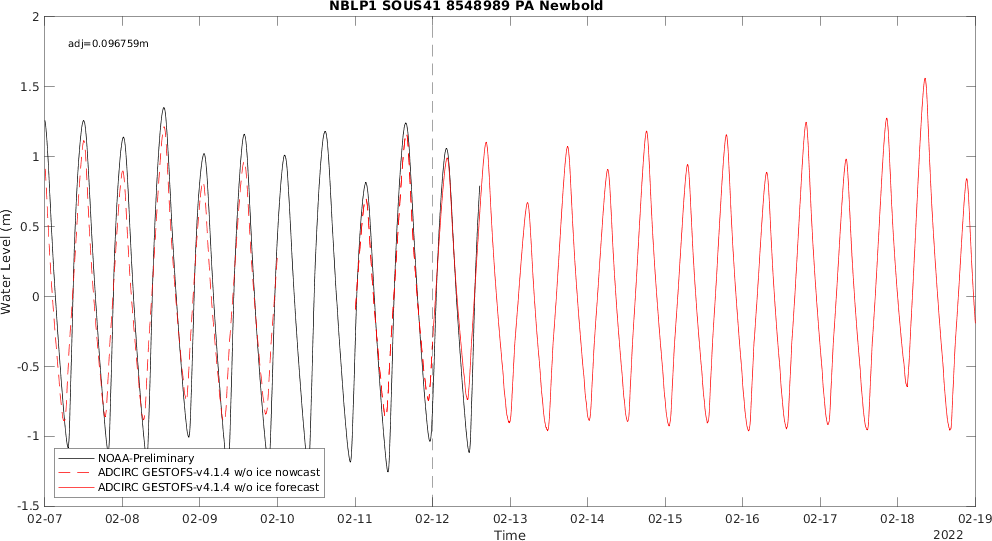 NBLP1 SOUS41 8548989 PA Newbold
adj=0.096759m
Water Level (m)
2
1.5
1
0.5
0
-0.5
-1
-1.5
NOAA-Preliminary
ADCIRC GESTOFS-v4.1.4 w/o ice nowcast
ADCIRC GESTOFS-v4.1.4 w/o ice forecast
02-07 02-08 02-09 02-10 02-11 02-12 02-13 02-14 02-15 02-16 02-17 02-18 02-19
Time
2022